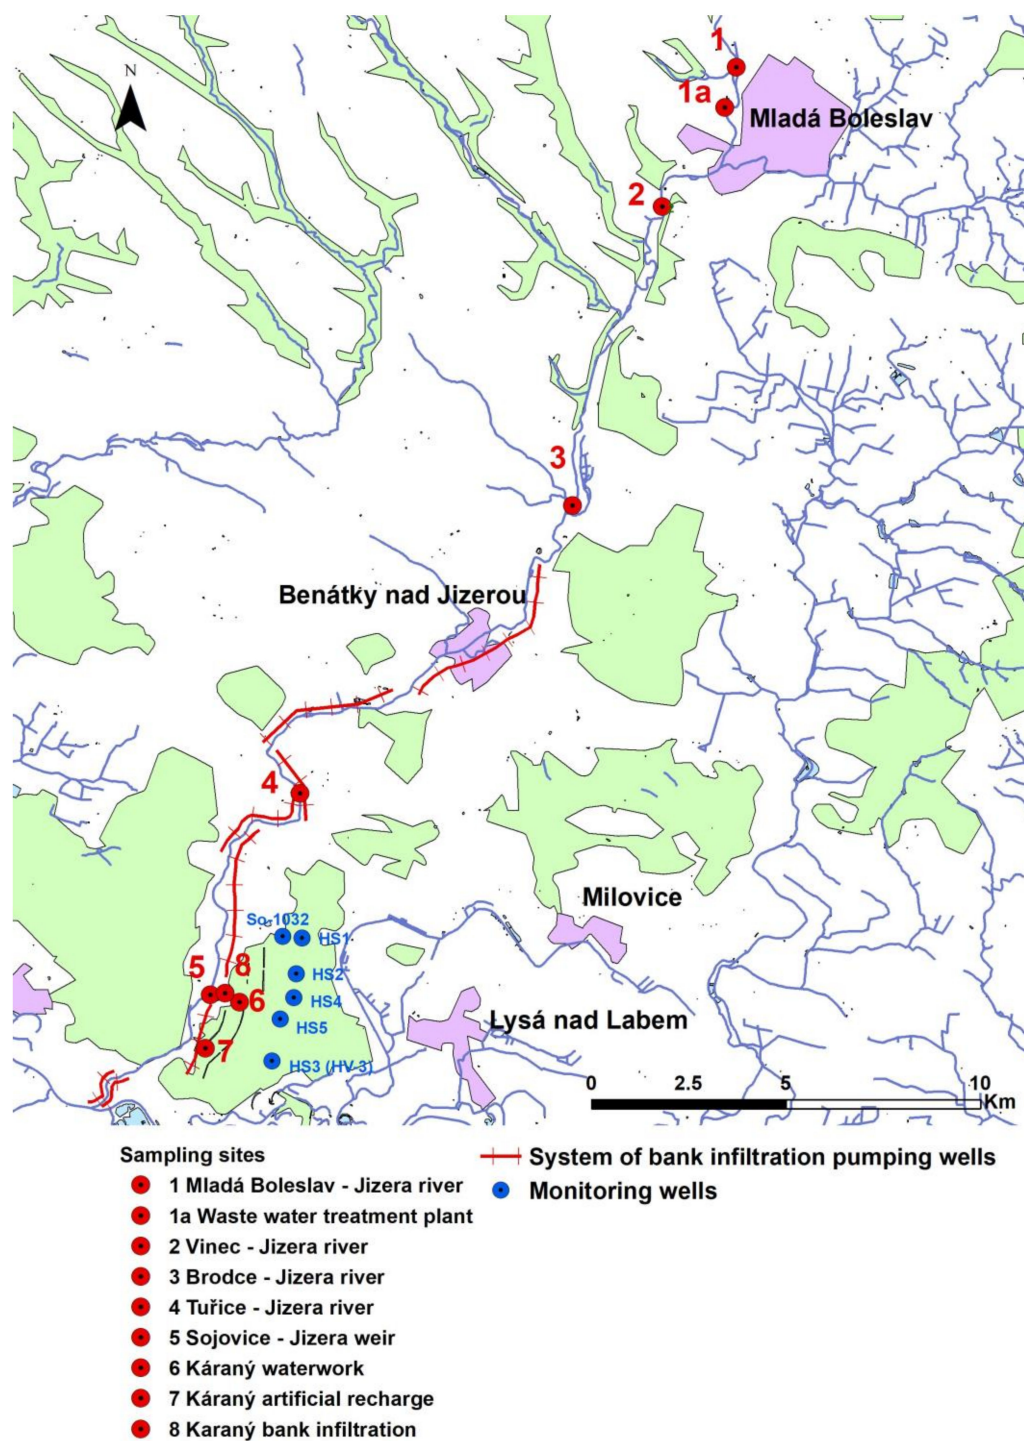 N
1
1a
Mladá Boleslav
2
3
Benátky nad Jizerou
4
Milovice
So-1032
HS1
5
8
HS2
6
HS4
HS5
Lysá nad Labem
7
HS3 (HV-3)
0 2.5 5 10
Km
Sampling sites
1 Mladá Boleslav - Jizera river
1a Waste water treatment plant
2 Vinec - Jizera river
3 Brodce - Jizera river
4 Tuřice - Jizera river
5 Sojovice - Jizera weir
6 Káraný waterwork
7 Káraný artificial recharge
8 Karaný bank infiltration
System of bank infiltration pumping wells
Monitoring wells